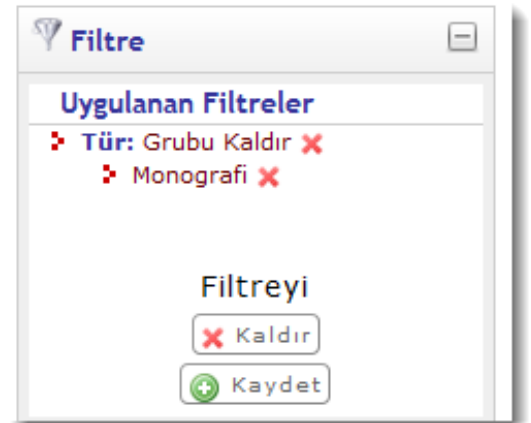 Filtre
Uygulanan Filtreler
Tür: Grubu Kaldır
Monografi
Filtreyi
Kaldır
Kaydet